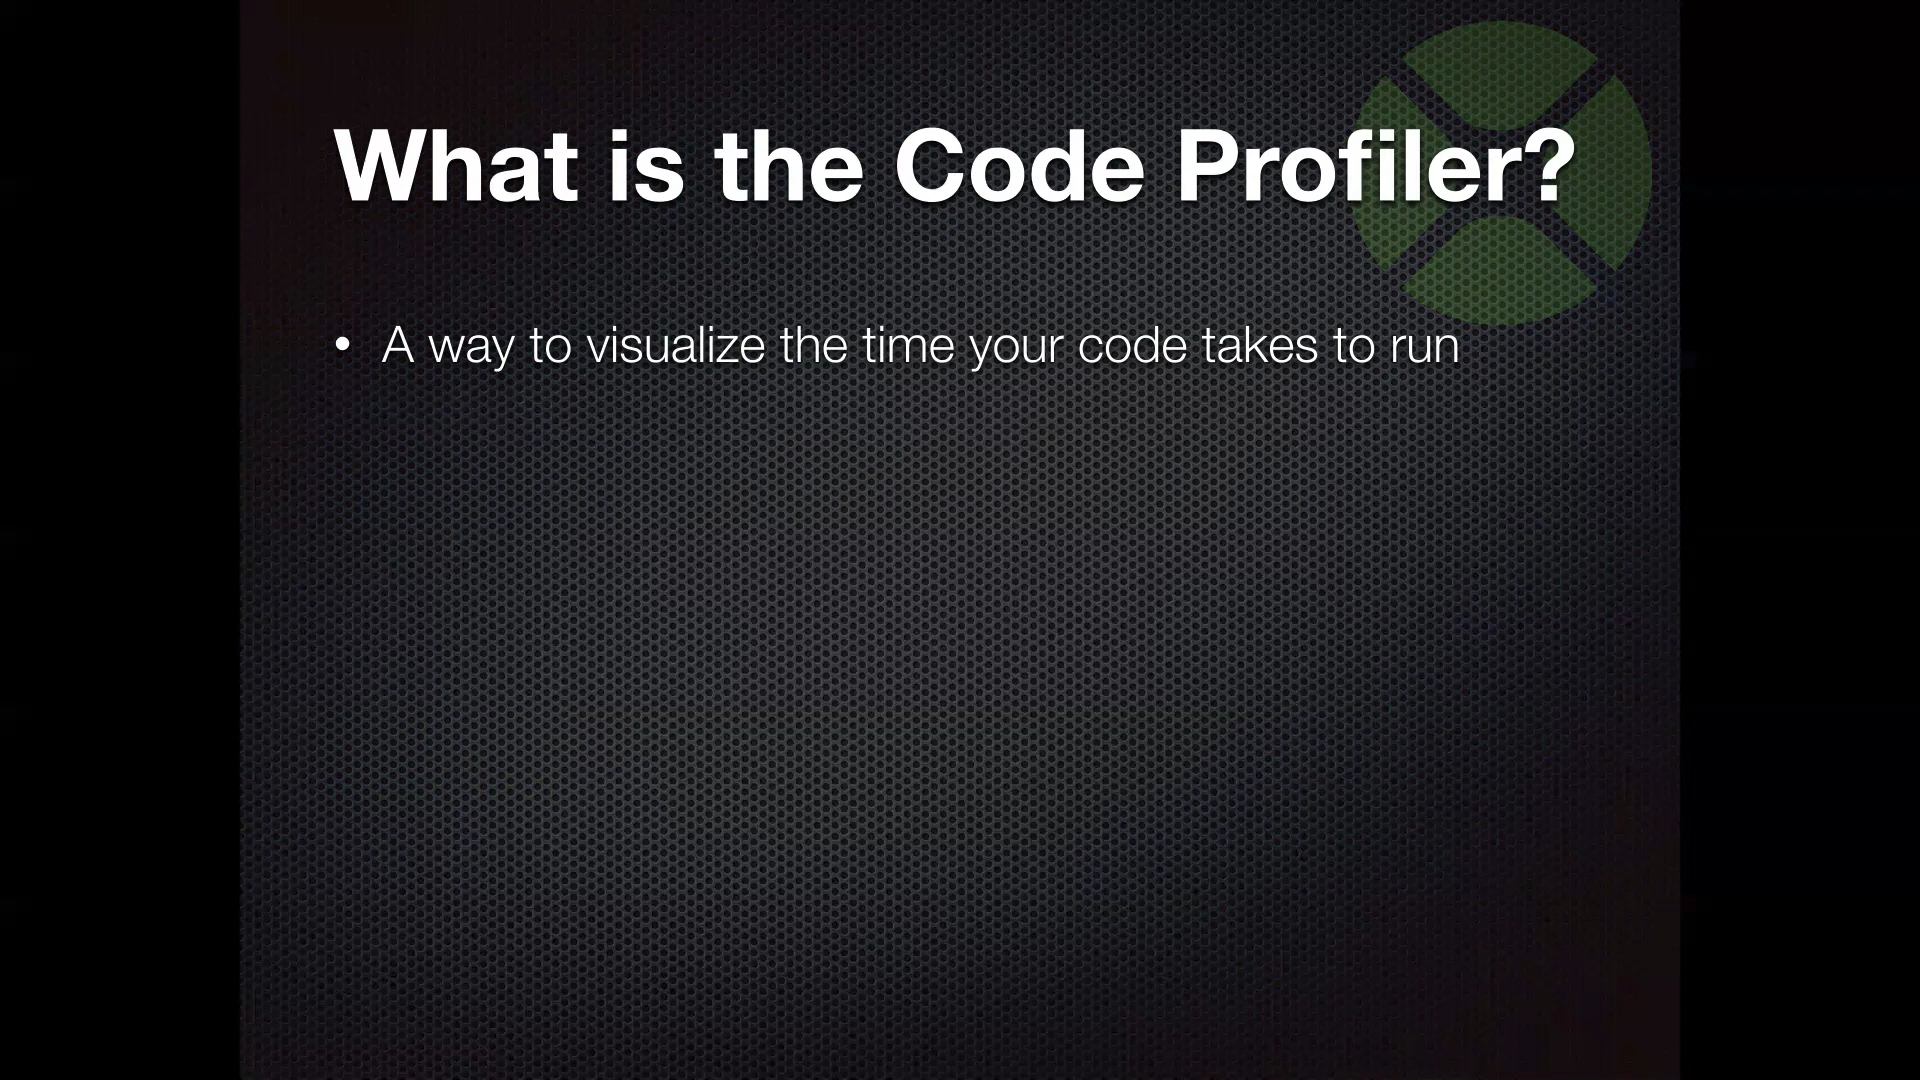 What is the Code Profiler?
• A way to visualize the time your code takes to run